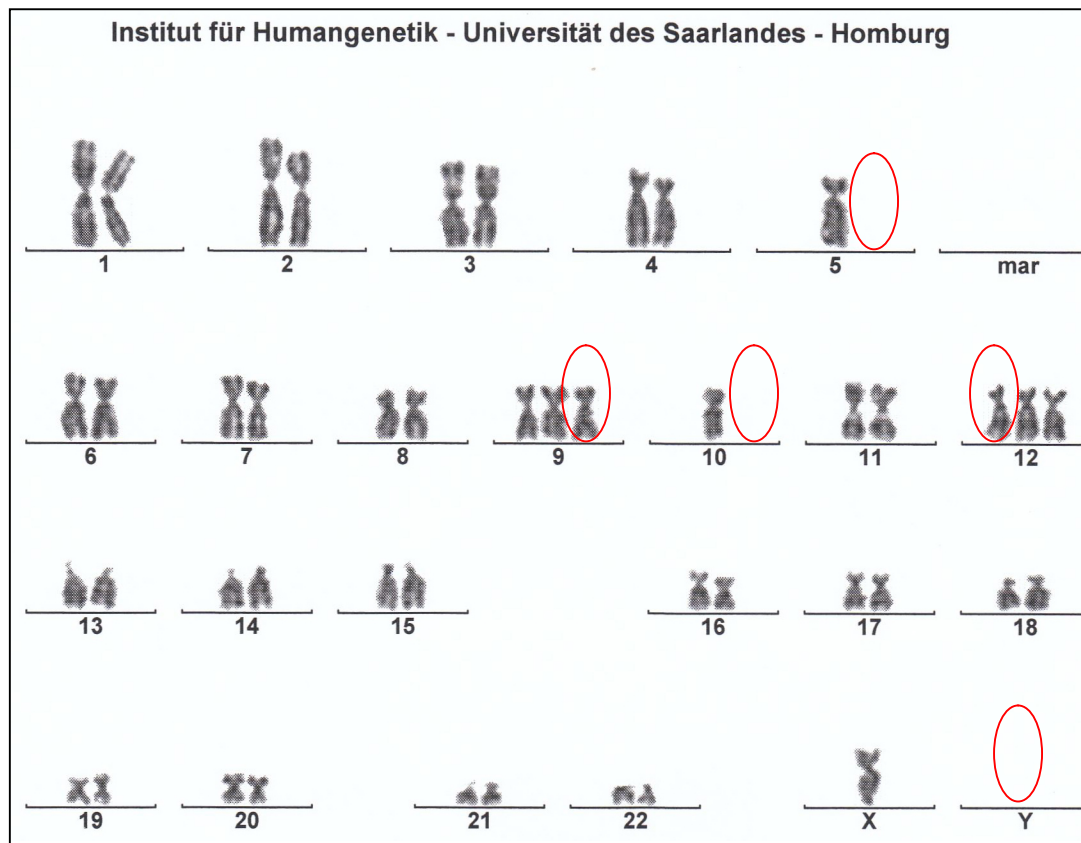 Institut für Humangenetik - Universität des Saarlandes - Homburg
1 2 3 4 5 mar
6 7 8 9 10 11 12
13 14 15 16 17 18
19 20 21 22 X Y